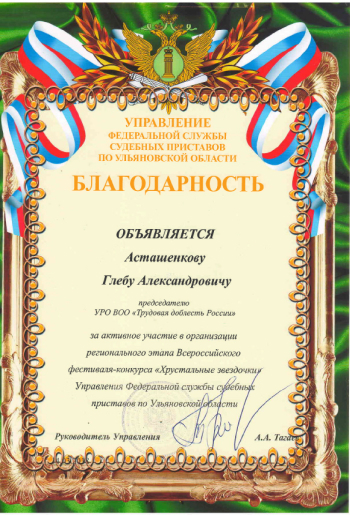 УПРАВЛЕНИЕ
ФЕДЕРАЛЬНОЙ СЛУЖБЫ
СУДЕБНЫХ ПРИСТАВОВ
ПО УЛЬЯНОВСКОЙ ОБЛАСТИ
БЛАГОДАРНОСТЬ
ОБЪЯВЛЯЕТСЯ
Асташенкову
Глебу Александровичу
председателю
УРО ВОО «Трудовая доблесть России»
за активное участие в организации
регионального этапа Всероссийского
фестиваля-конкурса «Хрустальные звездочки»
Управления Федеральной службы судебных
приставов по Ульяновской области
Руководитель Управления А.А.